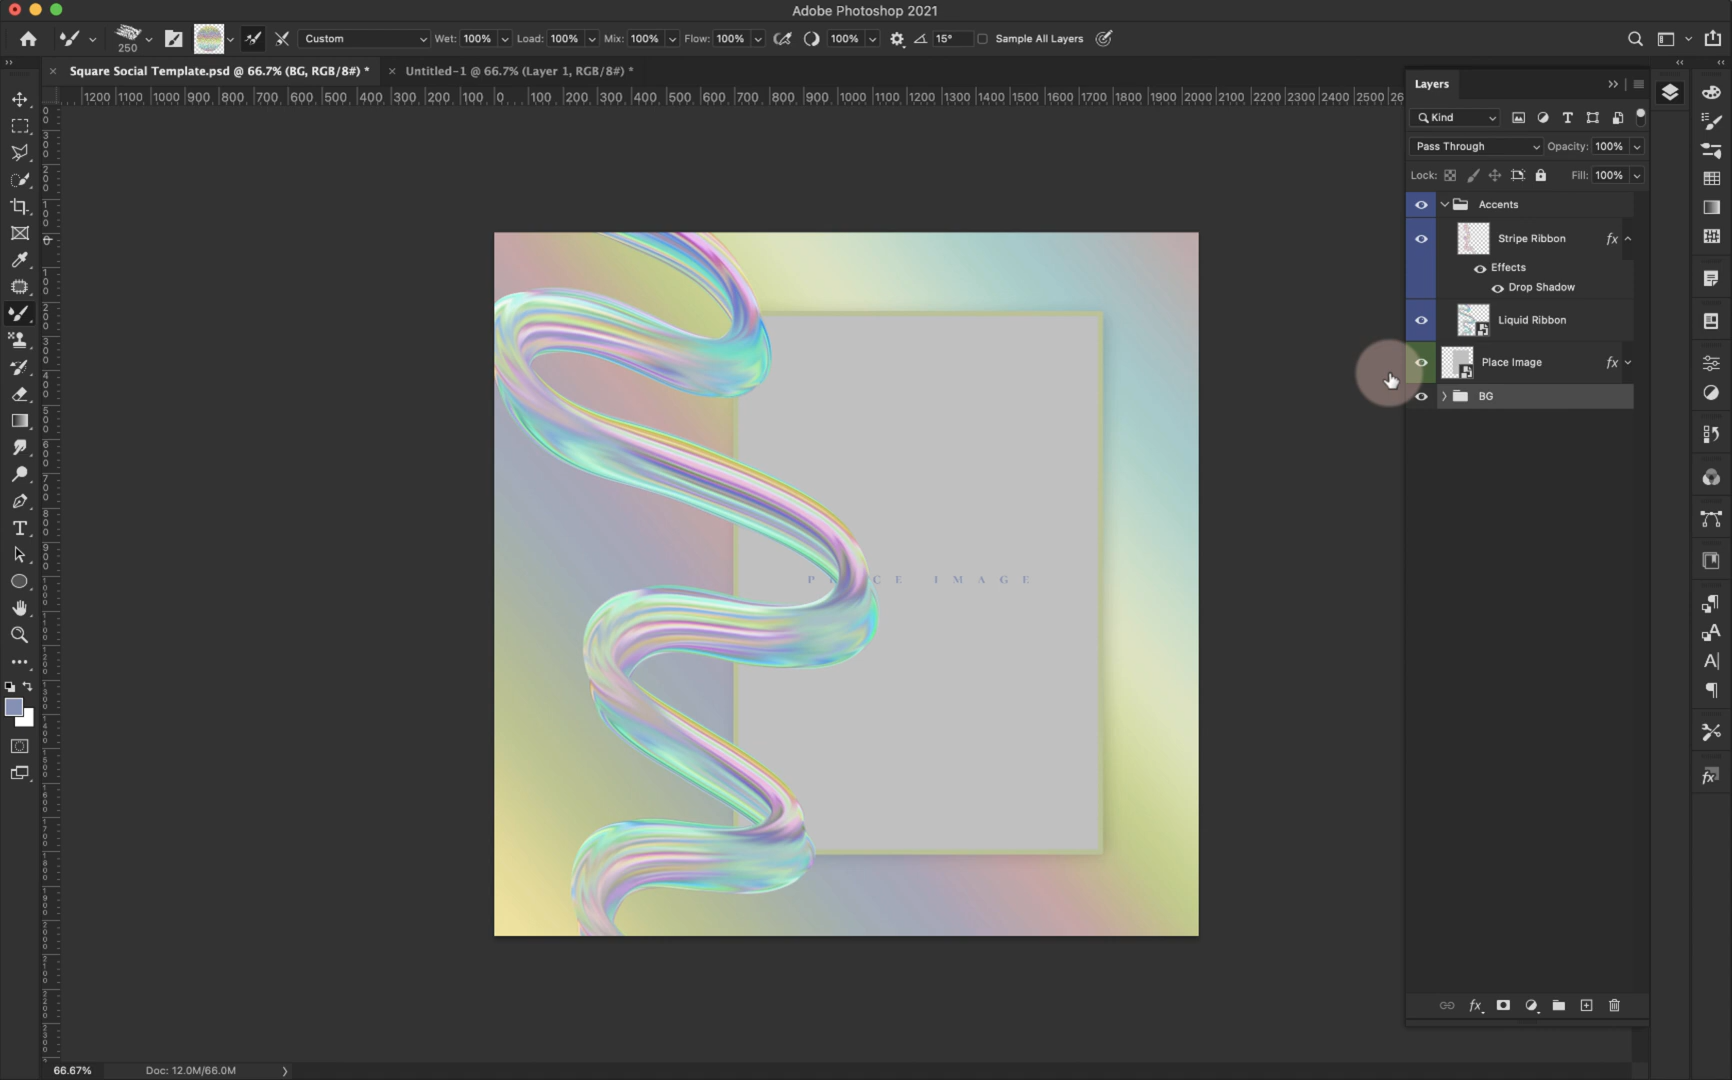 Adobe Photoshop 2021
250
Custom
Wet: 100%
Load: 100%
Mix: 100%
Flow: 100%
100%
15°
Sample All Layers
Square Social Template.psd @ 66.7% (BG, RGB/8#) *
Untitled-1 @ 66.7% (Layer 1, RGB/8#) *
1200 1100 1000 900 800 700 600 500 400 300 200 100 0 100 200 300 400 500 600 700 800 900 1000 1100 1200 1300 1400 1500 1600 1700 1800 1900 2000 2100 2200 2300 2400 2500
Layers
Kind
Pass Through
Opacity: 100%
Lock:
Fill: 100%
Accents
Stripe Ribbon
fx
Effects
Drop Shadow
Liquid Ribbon
Place Image
fx
BG
IMAGE
66.67%
Doc: 12.0M/66.0M